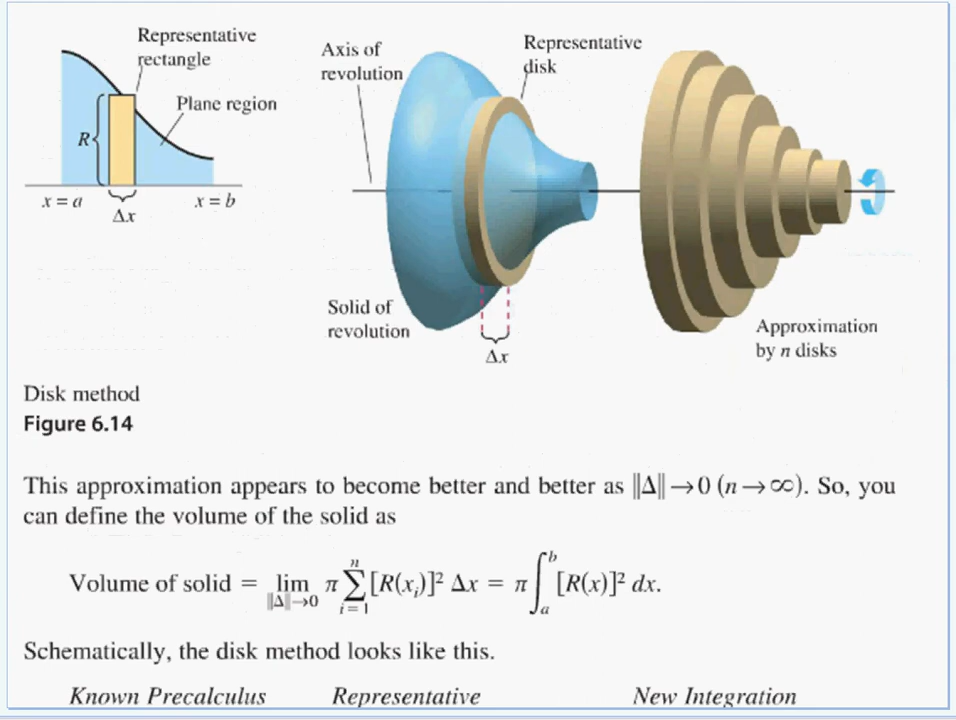 Representative
rectangle
Plane region
R
x = a
Δx
x = b
Axis of
revolution
Representative
disk
Solid of
revolution
Δx
Approximation
by n disks
Disk method
Figure 6.14
This approximation appears to become better and better as ‖Δ‖→0 (n→∞). So, you
can define the volume of the solid as
Volume of solid = lim ‖Δ‖→0 π ∑ n i=1 [R(xᵢ)]² Δx = π ∫ b a [R(x)]² dx.
Schematically, the disk method looks like this.
Known Precalculus Representative New Integration